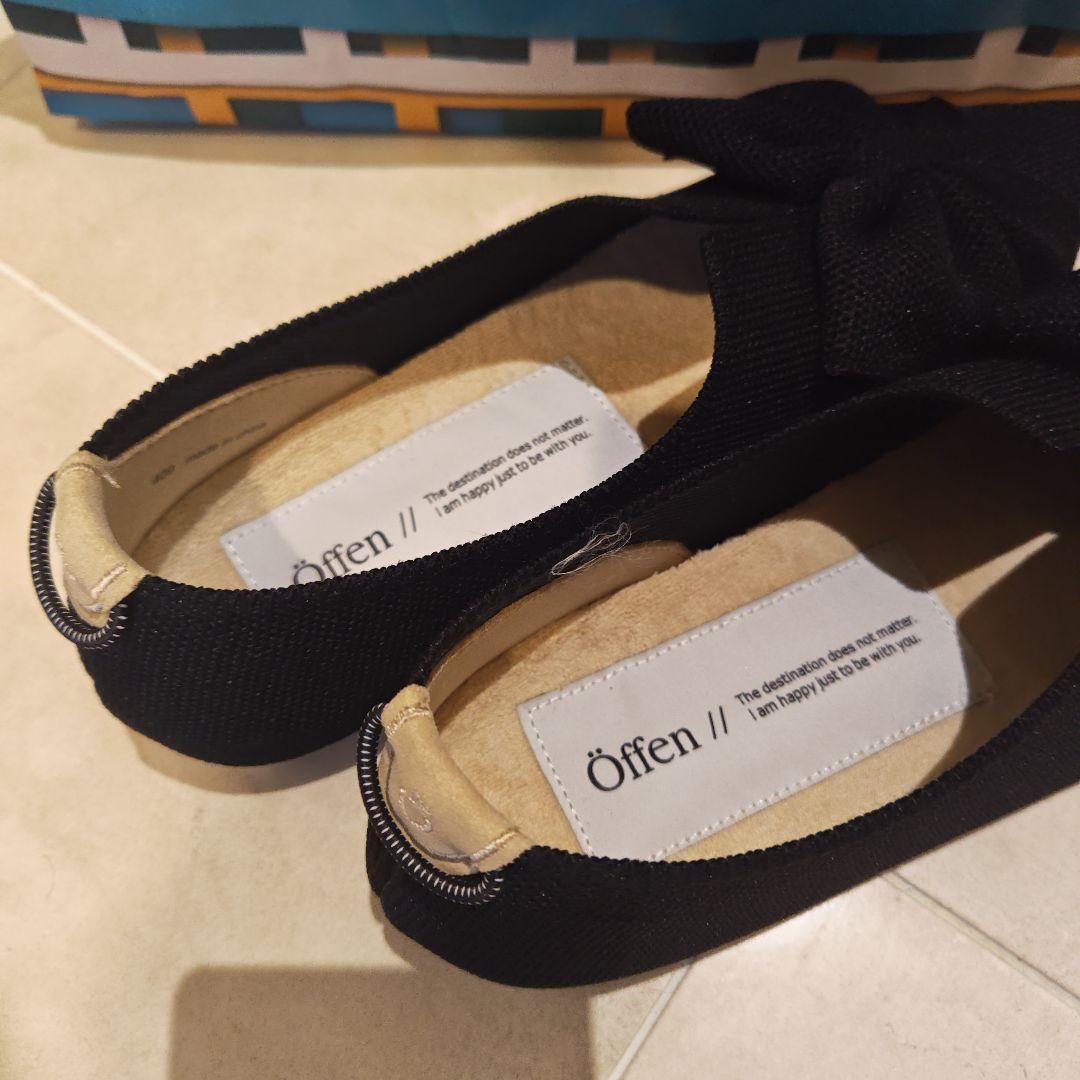 Öffen //
The destination does not matter.
I am happy just to be with you.
Öffen //
The destination does not matter.
I am happy just to be with you.